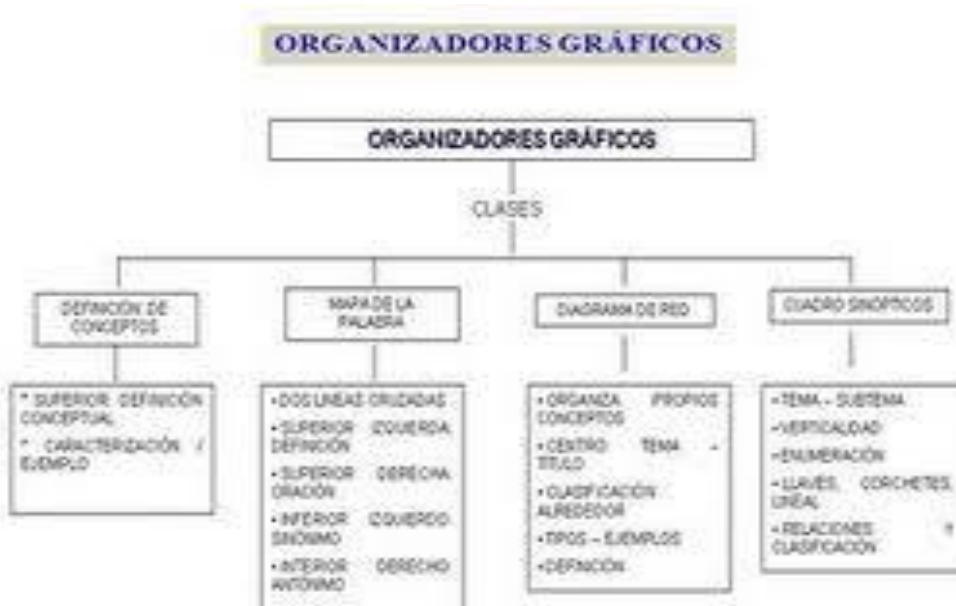 ORGANIZADORES GRÁFICOS
ORGANIZADORES GRÁFICOS
CLASES
DEFINICIÓN DE
CONCEPTOS
MAPA DE LA
PALABRA
DIAGRAMA DE RED
CUADRO SINÓPTICOS
* SUPERIOR DEFINICIÓN
CONCEPTUAL
* CARACTERIZACIÓN /
EJEMPLO
• DOS LINEAS CRUZADAS
• SUPERIOR IZQUIERDA
DEFINICIÓN
• SUPERIOR DERECHA
ORACIÓN
• INFERIOR IZQUIERDO
SINÓNIMO
• INTERIOR DERECHO
ANTÓNIMO
• ORGANIZA PROPIOS
CONCEPTOS
• CENTRO TEMA –
TITULO
• CLASIFICACIÓN
ALREDEDOR
• TIPOS – EJEMPLOS
• DEFINICIÓN
• TEMA – SUBTEMA
• VERTICALIDAD
• ENUMERACIÓN
• LLAVES, CORCHETES,
LINEAL
• RELACIONES Y
CLASIFICACIÓN